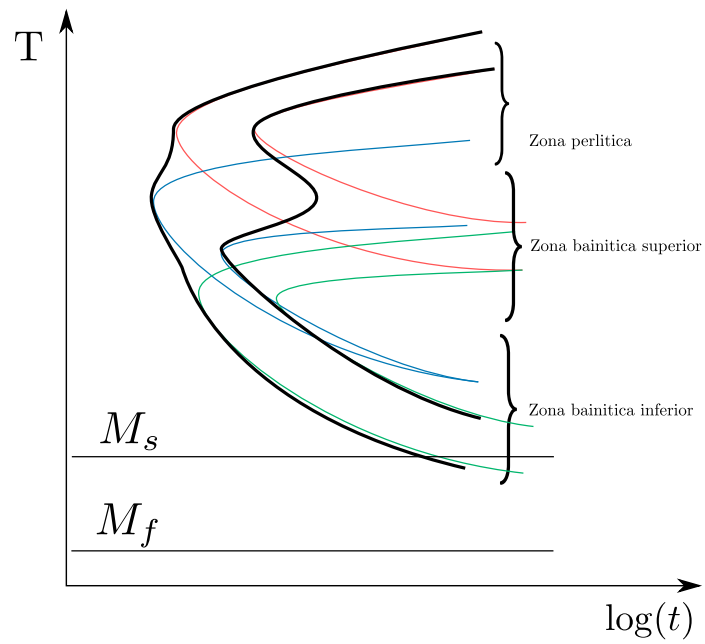 T
Zona perlitica
Zona bainitica superior
Zona bainitica inferior
M_s
M_f
log(t)